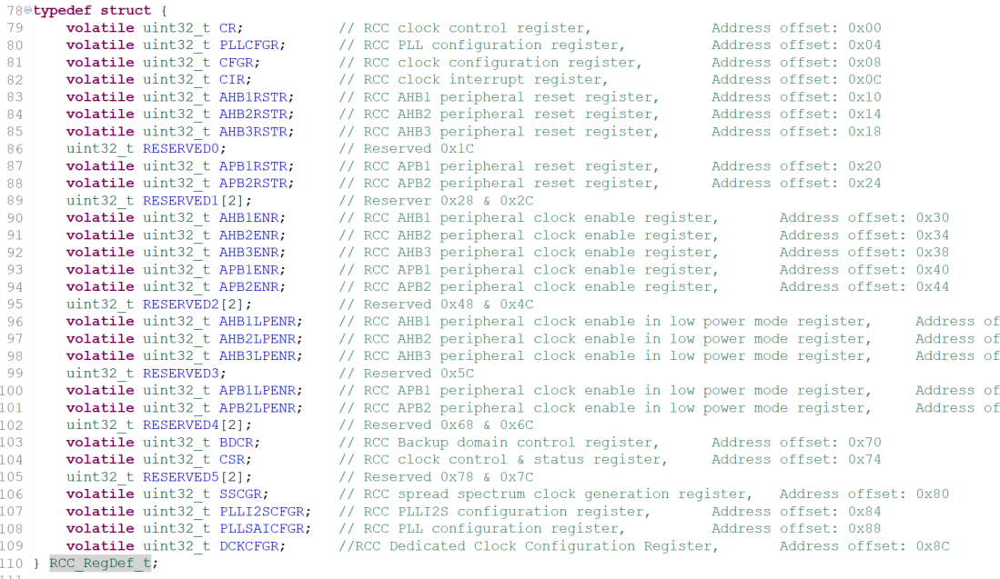 78 typedef struct {
79 volatile uint32_t CR; // RCC clock control register, Address offset: 0x00
80 volatile uint32_t PLLCFGR; // RCC PLL configuration register, Address offset: 0x04
81 volatile uint32_t CFGR; // RCC clock configuration register, Address offset: 0x08
82 volatile uint32_t CIR; // RCC clock interrupt register, Address offset: 0x0C
83 volatile uint32_t AHB1RSTR; // RCC AHB1 peripheral reset register, Address offset: 0x10
84 volatile uint32_t AHB2RSTR; // RCC AHB2 peripheral reset register, Address offset: 0x14
85 volatile uint32_t AHB3RSTR; // RCC AHB3 peripheral reset register, Address offset: 0x18
86 uint32_t RESERVED0; // Reserved 0x1C
87 volatile uint32_t APB1RSTR; // RCC APB1 peripheral reset register, Address offset: 0x20
88 volatile uint32_t APB2RSTR; // RCC APB2 peripheral reset register, Address offset: 0x24
89 uint32_t RESERVED1[2]; // Reserver 0x28 & 0x2C
90 volatile uint32_t AHB1ENR; // RCC AHB1 peripheral clock enable register, Address offset: 0x30
91 volatile uint32_t AHB2ENR; // RCC AHB2 peripheral clock enable register, Address offset: 0x34
92 volatile uint32_t AHB3ENR; // RCC AHB3 peripheral clock enable register, Address offset: 0x38
93 volatile uint32_t APB1ENR; // RCC APB1 peripheral clock enable register, Address offset: 0x40
94 volatile uint32_t APB2ENR; // RCC APB2 peripheral clock enable register, Address offset: 0x44
95 uint32_t RESERVED2[2]; // Reserved 0x48 & 0x4C
96 volatile uint32_t AHB1LPENR; // RCC AHB1 peripheral clock enable in low power mode register, Address of
97 volatile uint32_t AHB2LPENR; // RCC AHB2 peripheral clock enable in low power mode register, Address of
98 volatile uint32_t AHB3LPENR; // RCC AHB3 peripheral clock enable in low power mode register, Address of
99 uint32_t RESERVED3; // Reserved 0x5C
100 volatile uint32_t APB1LPENR; // RCC APB1 peripheral clock enable in low power mode register, Address of
101 volatile uint32_t APB2LPENR; // RCC APB2 peripheral clock enable in low power mode register, Address of
102 uint32_t RESERVED4[2]; // Reserved 0x68 & 0x6C
103 volatile uint32_t BDCR; // RCC Backup domain control register, Address offset: 0x70
104 volatile uint32_t CSR; // RCC clock control & status register, Address offset: 0x74
105 uint32_t RESERVED5[2]; // Reserved 0x78 & 0x7C
106 volatile uint32_t SSCGR; // RCC spread spectrum clock generation register, Address offset: 0x80
107 volatile uint32_t PLLI2SCFGR; // RCC PLLI2S configuration register, Address offset: 0x84
108 volatile uint32_t PLLSAICFGR; // RCC PLL configuration register, Address offset: 0x88
109 volatile uint32_t DCKCFGR; //RCC Dedicated Clock Configuration Register, Address offset: 0x8C
110 } RCC_RegDef_t;